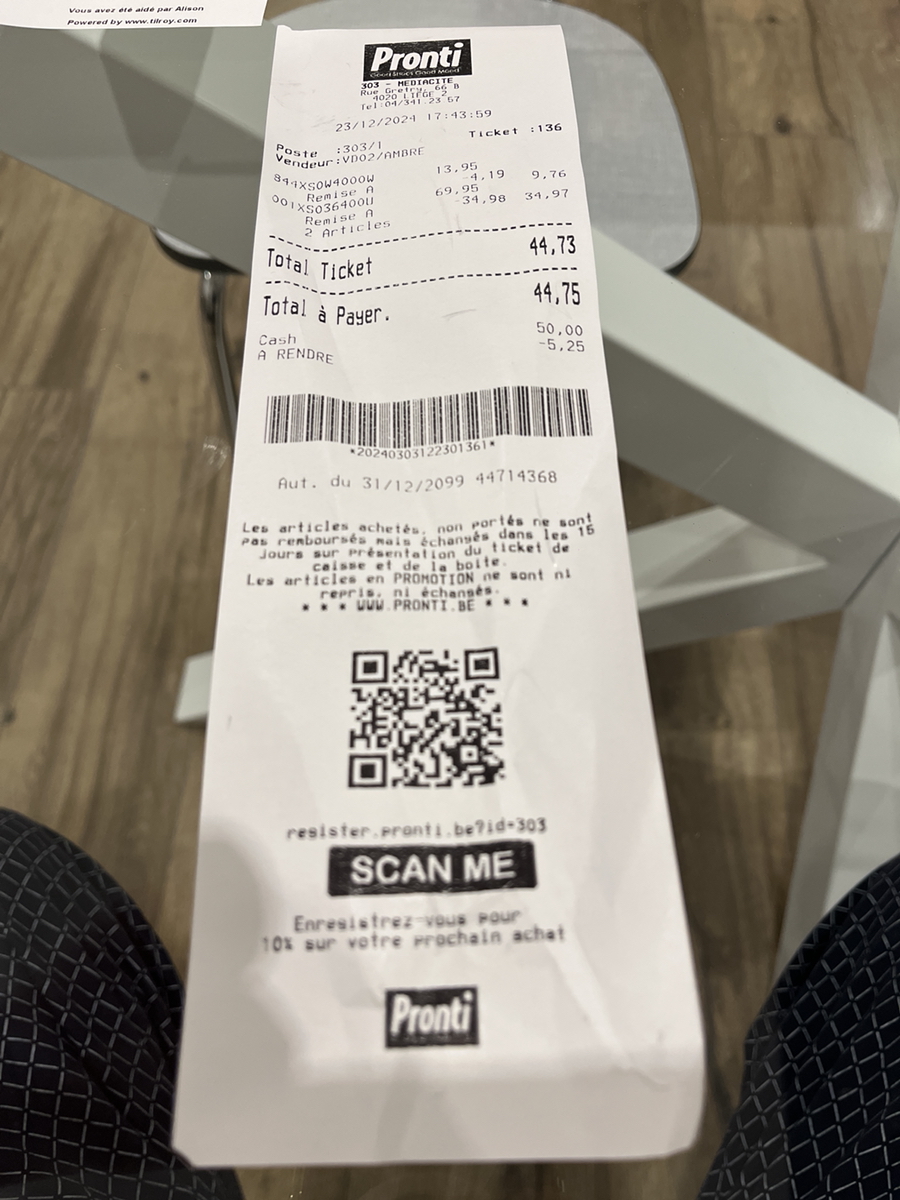 Vous avez été aidé par Alison
Powered by www.tilroy.com
Pronti
Good Shoes Good Mood
303 - MEDIACITE
Rue Gretry, 66 B
4020 LIEGE 2
Tel:04/341.23.57
23/12/2024 17:43:59
Ticket :136
Poste :303/1
Vendeur:VD02/AMBRE
844XS0W4000W 13,95
Remise A -4,19 9,76
001XS036400U 69,95
Remise A -34,98 34,97
2 Articles
Total Ticket 44,73
Total à Payer. 44,75
Cash 50,00
A RENDRE -5,25
*20240303122301361*
Aut. du 31/12/2099 44714368
Les articles achetés, non portés ne sont
pas remboursés mais échangés dans les 15
jours sur présentation du ticket de
caisse et de la boite.
Les articles en PROMOTION ne sont ni
repris, ni échangés.
* * * WWW.PRONTI.BE * * *
register.pronti.be?id=303
SCAN ME
Enregistrez-vous pour
10% sur votre prochain achat
Pronti